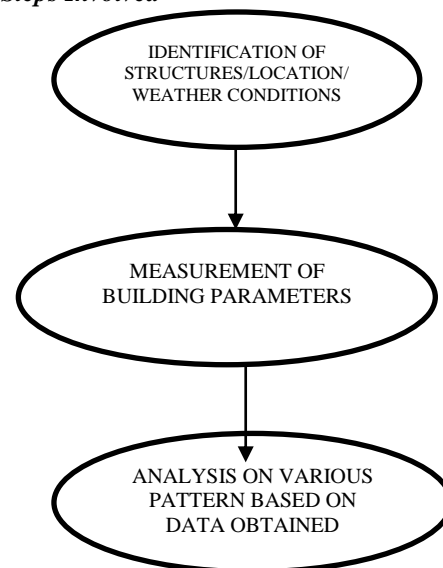 Steps Involved
IDENTIFICATION OF
STRUCTURES/LOCATION/
WEATHER CONDITIONS
MEASUREMENT OF
BUILDING PARAMETERS
ANALYSIS ON VARIOUS
PATTERN BASED ON
DATA OBTAINED